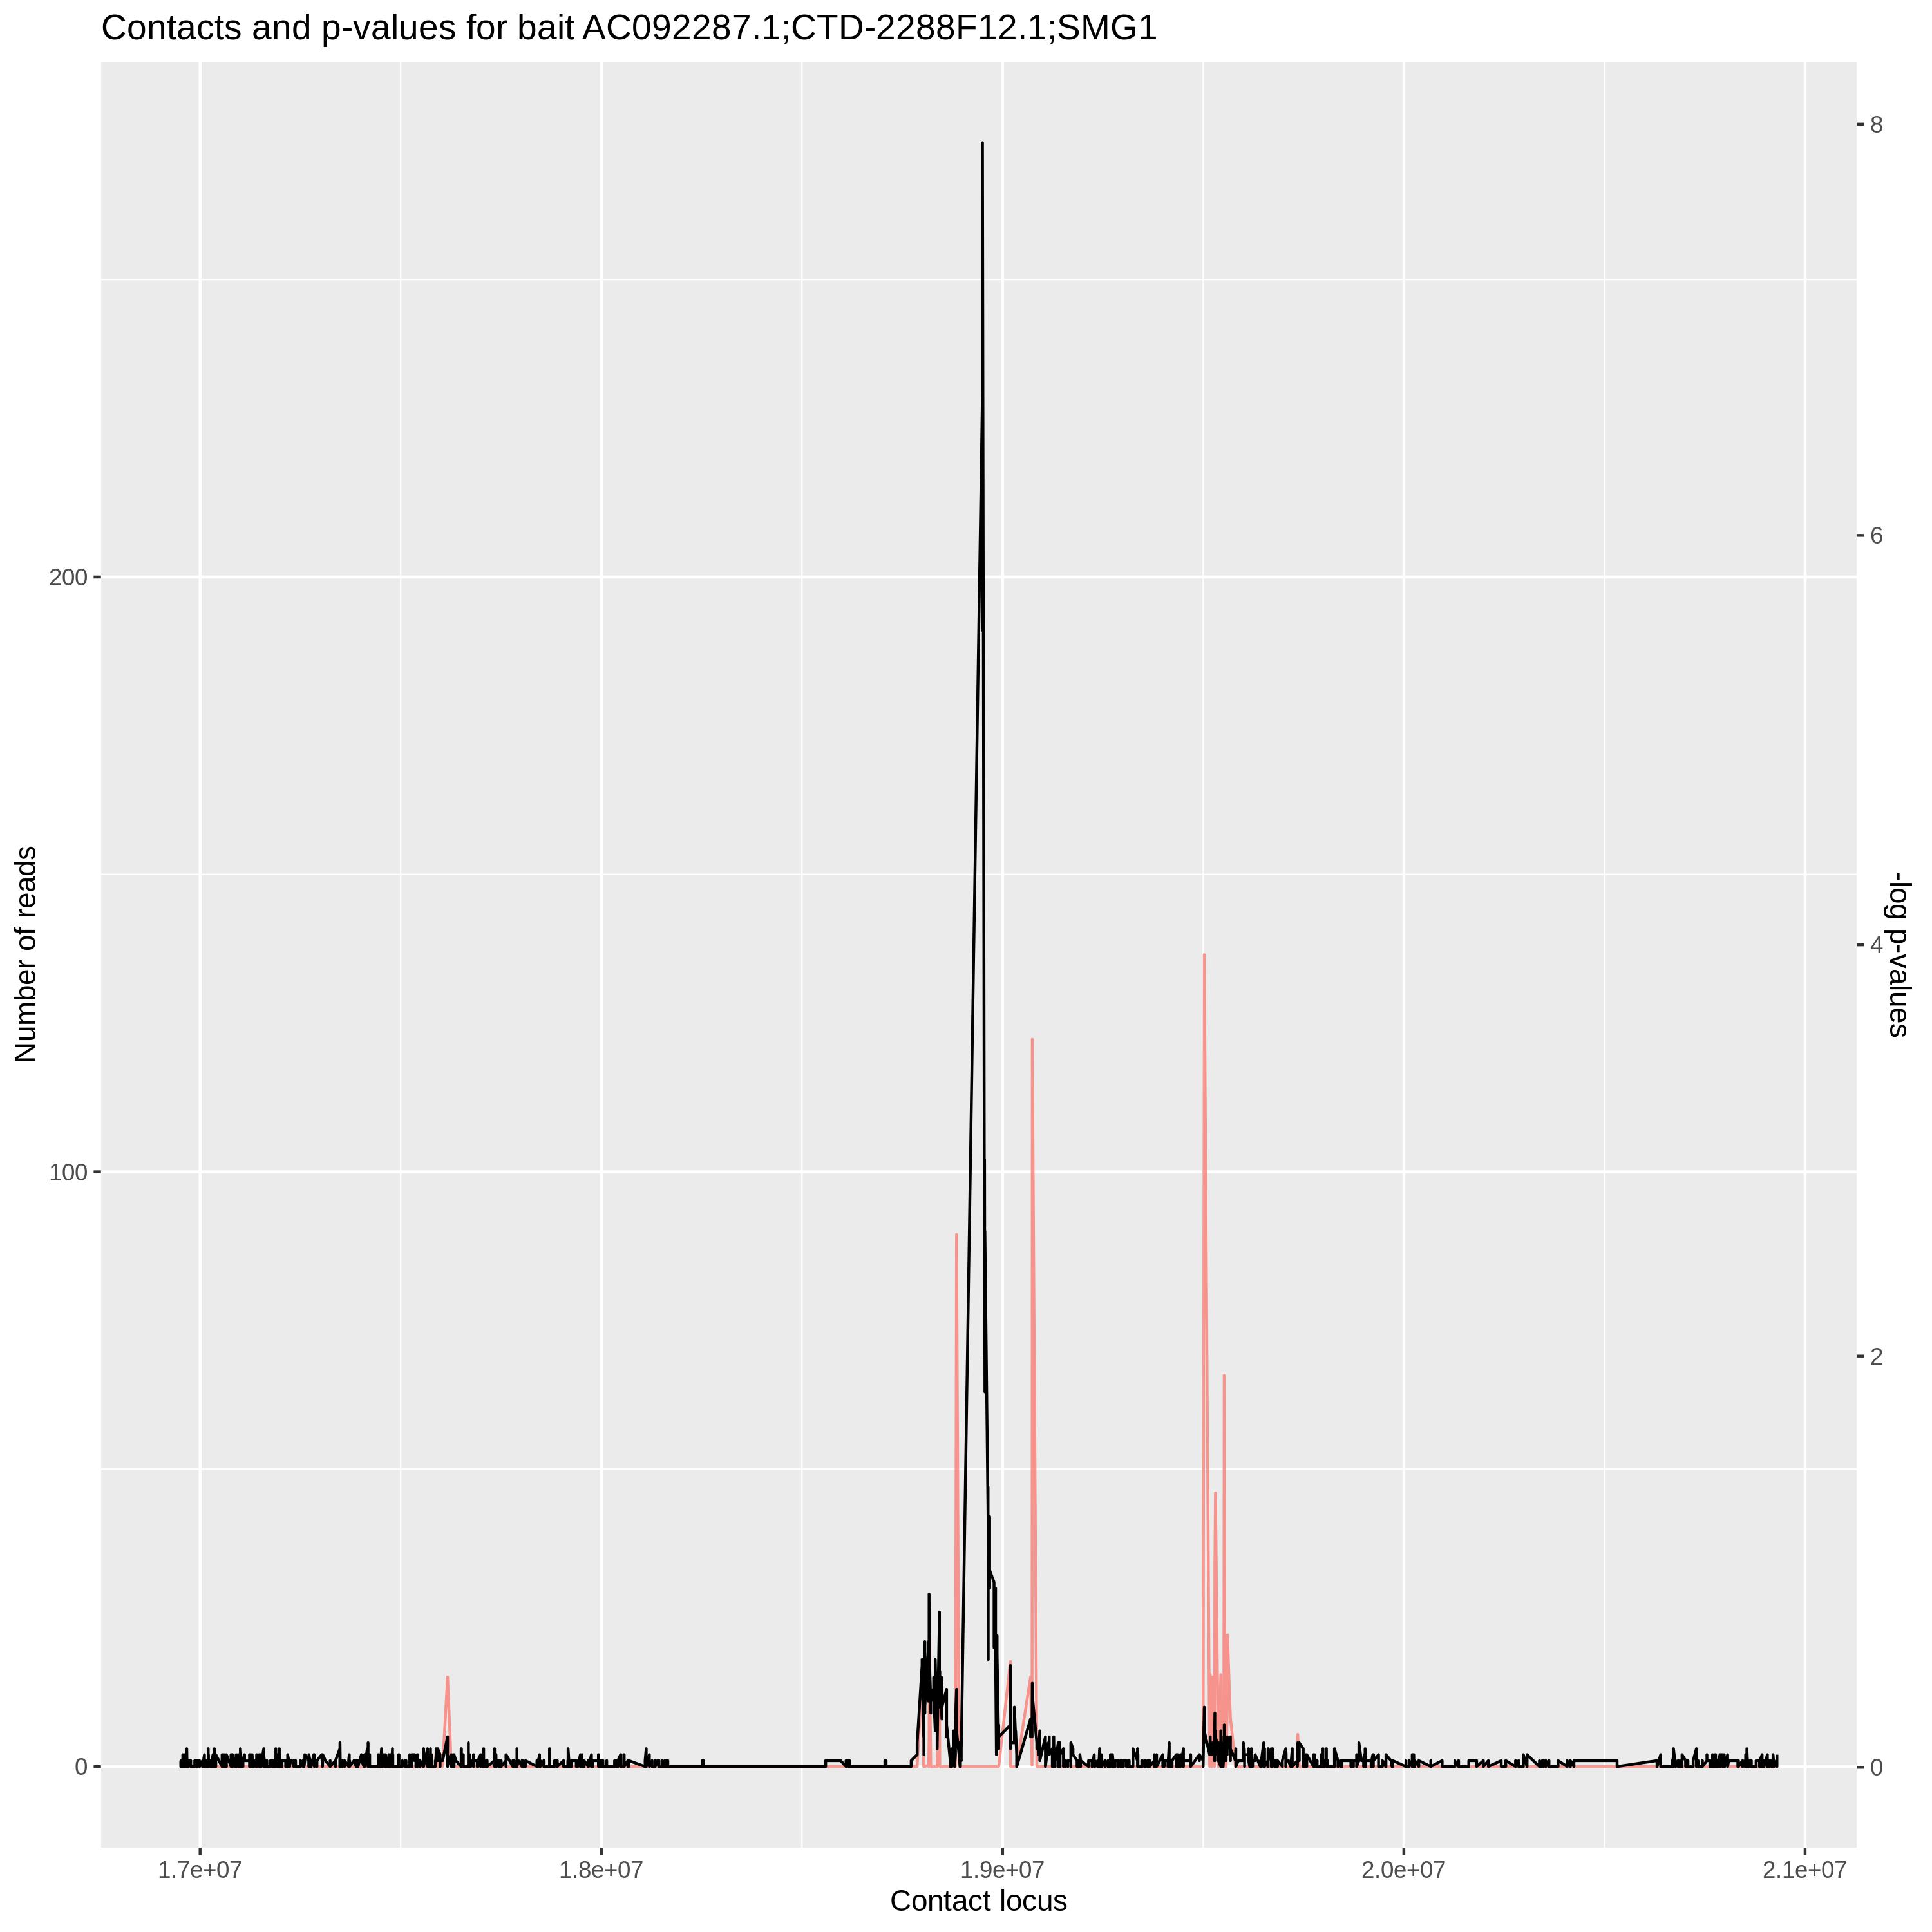 Contacts and p-values for bait AC092287.1;CTD-2288F12.1;SMG1
Number of reads
200
100
0
8
6
4
2
0
-log p-values
1.7e+07 1.8e+07 1.9e+07 2.0e+07 2.1e+07
Contact locus